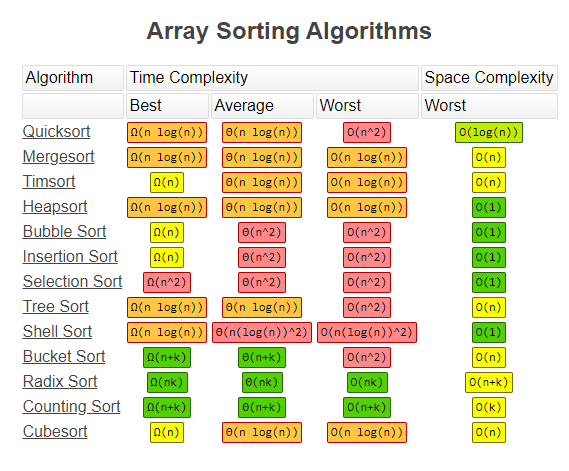 Array Sorting Algorithms
Algorithm Time Complexity Space Complexity
Best Average Worst Worst
Quicksort Ω(n log(n)) Θ(n log(n)) O(n^2) O(log(n))
Mergesort Ω(n log(n)) Θ(n log(n)) O(n log(n)) O(n)
Timsort Ω(n) Θ(n log(n)) O(n log(n)) O(n)
Heapsort Ω(n log(n)) Θ(n log(n)) O(n log(n)) O(1)
Bubble Sort Ω(n) Θ(n^2) O(n^2) O(1)
Insertion Sort Ω(n) Θ(n^2) O(n^2) O(1)
Selection Sort Ω(n^2) Θ(n^2) O(n^2) O(1)
Tree Sort Ω(n log(n)) Θ(n log(n)) O(n^2) O(n)
Shell Sort Ω(n log(n)) Θ(n(log(n))^2) O(n(log(n))^2) O(1)
Bucket Sort Ω(n+k) Θ(n+k) O(n^2) O(n)
Radix Sort Ω(nk) Θ(nk) O(nk) O(n+k)
Counting Sort Ω(n+k) Θ(n+k) O(n+k) O(k)
Cubesort Ω(n) Θ(n log(n)) O(n log(n)) O(n)